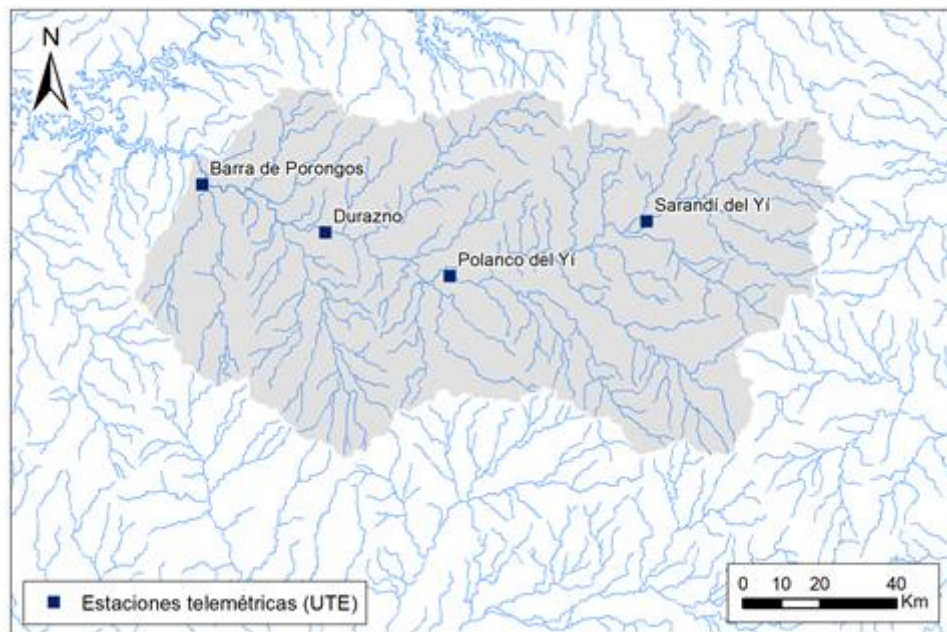 N
Barra de Porongos
Durazno
Sarandí del Yí
Polanco del Yí
Estaciones telemétricas (UTE)
0 10 20 40
Km